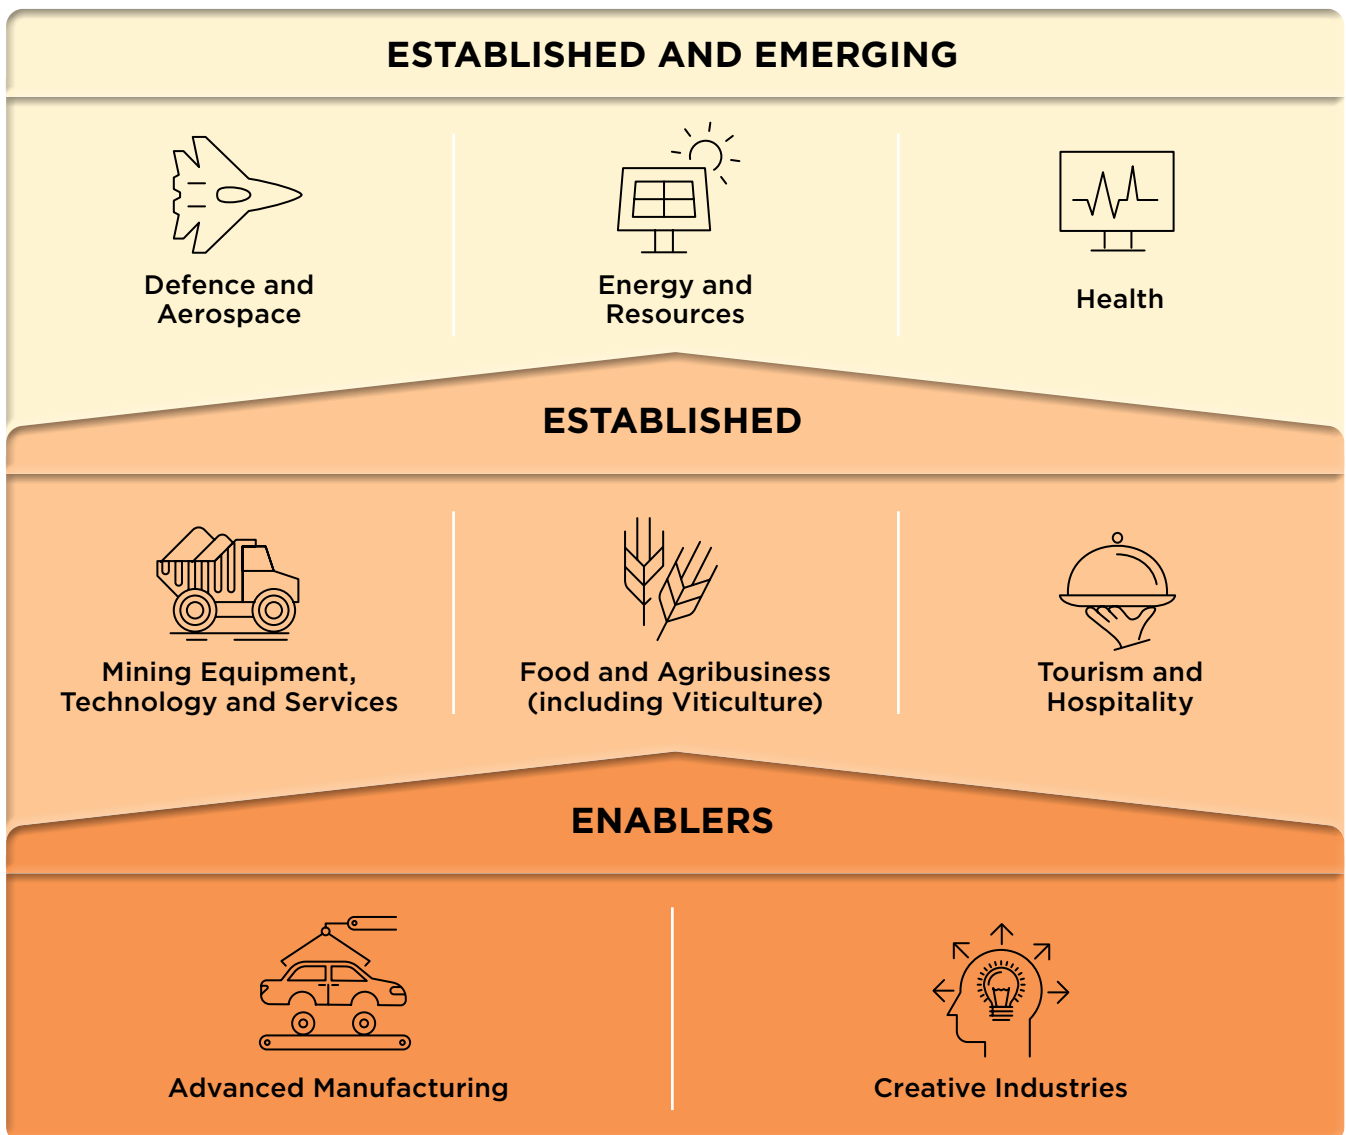 ESTABLISHED AND EMERGING
Defence and
Aerospace
Energy and
Resources
Health
ESTABLISHED
Mining Equipment,
Technology and Services
Food and Agribusiness
(including Viticulture)
Tourism and
Hospitality
ENABLERS
Advanced Manufacturing
Creative Industries